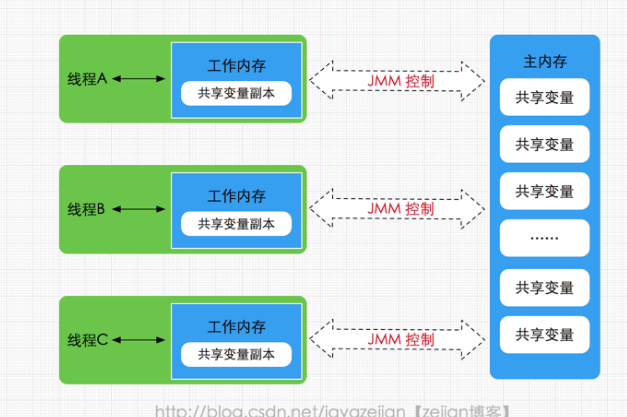 线程A
工作内存
共享变量副本
JMM 控制
线程B
工作内存
共享变量副本
JMM 控制
线程C
工作内存
共享变量副本
JMM 控制
主内存
共享变量
共享变量
共享变量
......
共享变量
共享变量
http://blog.csdn.net/javazejian【zejian博客】